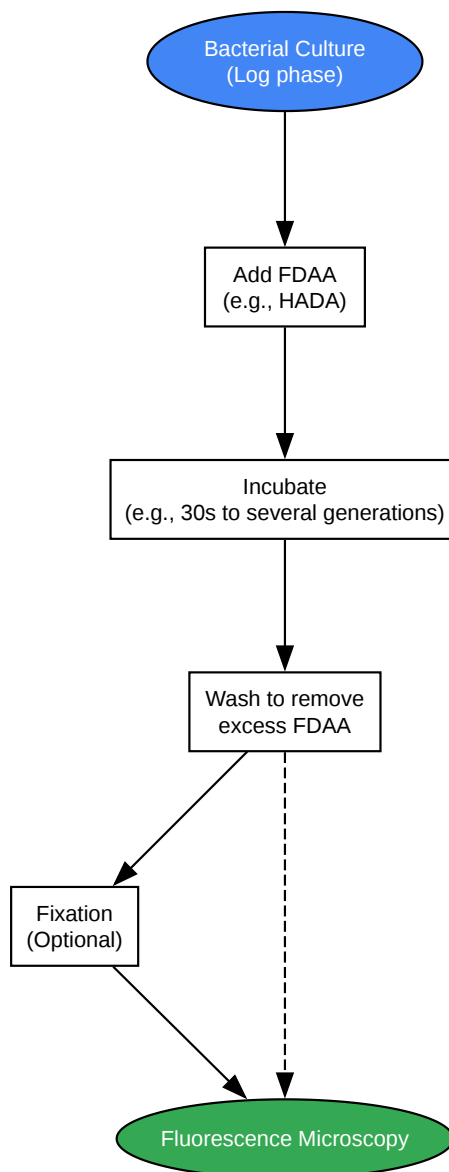 Bacterial Culture
(Log phase)
Add FDAA
(e.g., HADA)
Incubate
(e.g., 30s to several generations)
Wash to remove
excess FDAA
Fixation
(Optional)
Fluorescence Microscopy